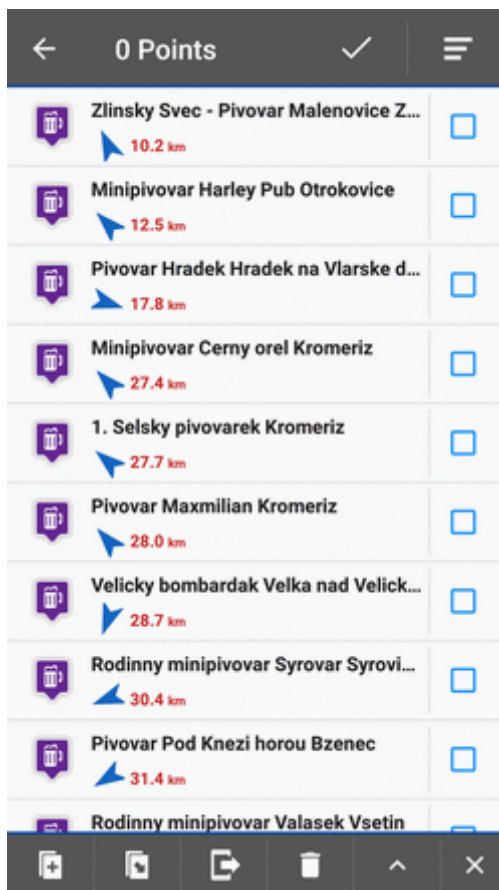 0 Points
Zlinsky Svec - Pivovar Malenovice Z...
10.2 km
Minipivovar Harley Pub Otrokovice
12.5 km
Pivovar Hradek Hradek na Vlarske d...
17.8 km
Minipivovar Cerny orel Kromeriz
27.4 km
1. Selsky pivovarek Kromeriz
27.7 km
Pivovar Maxmilian Kromeriz
28.0 km
Velicky bombardak Velka nad Velick...
28.7 km
Rodinny minipivovar Syrovar Syrovi...
30.4 km
Pivovar Pod Knezi horou Bzenec
31.4 km
Rodinny minipivovar Valasek Vsetin